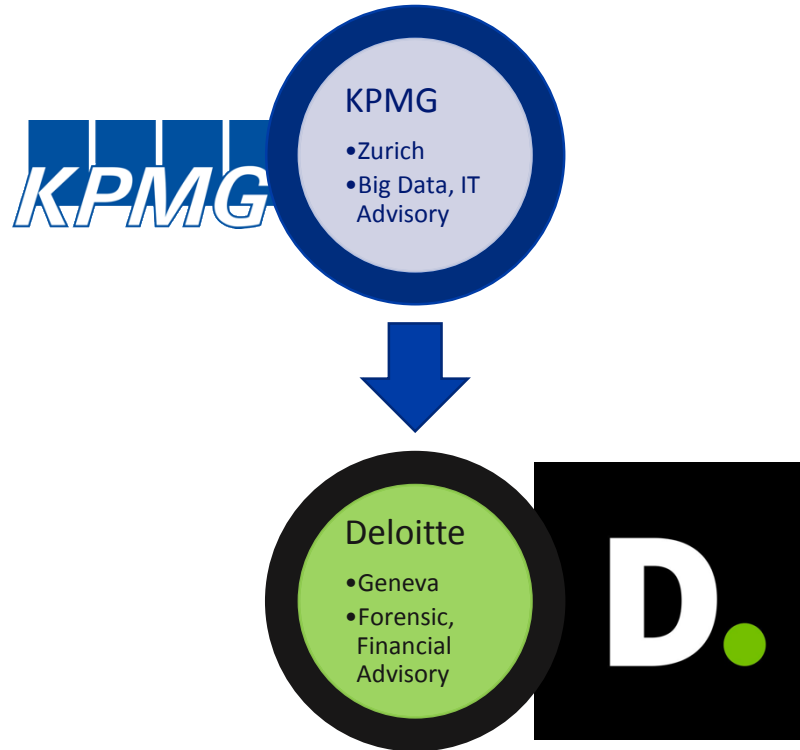 KPMG
KPMG
•Zurich
•Big Data, IT
Advisory
Deloitte
•Geneva
•Forensic,
Financial
Advisory
D.